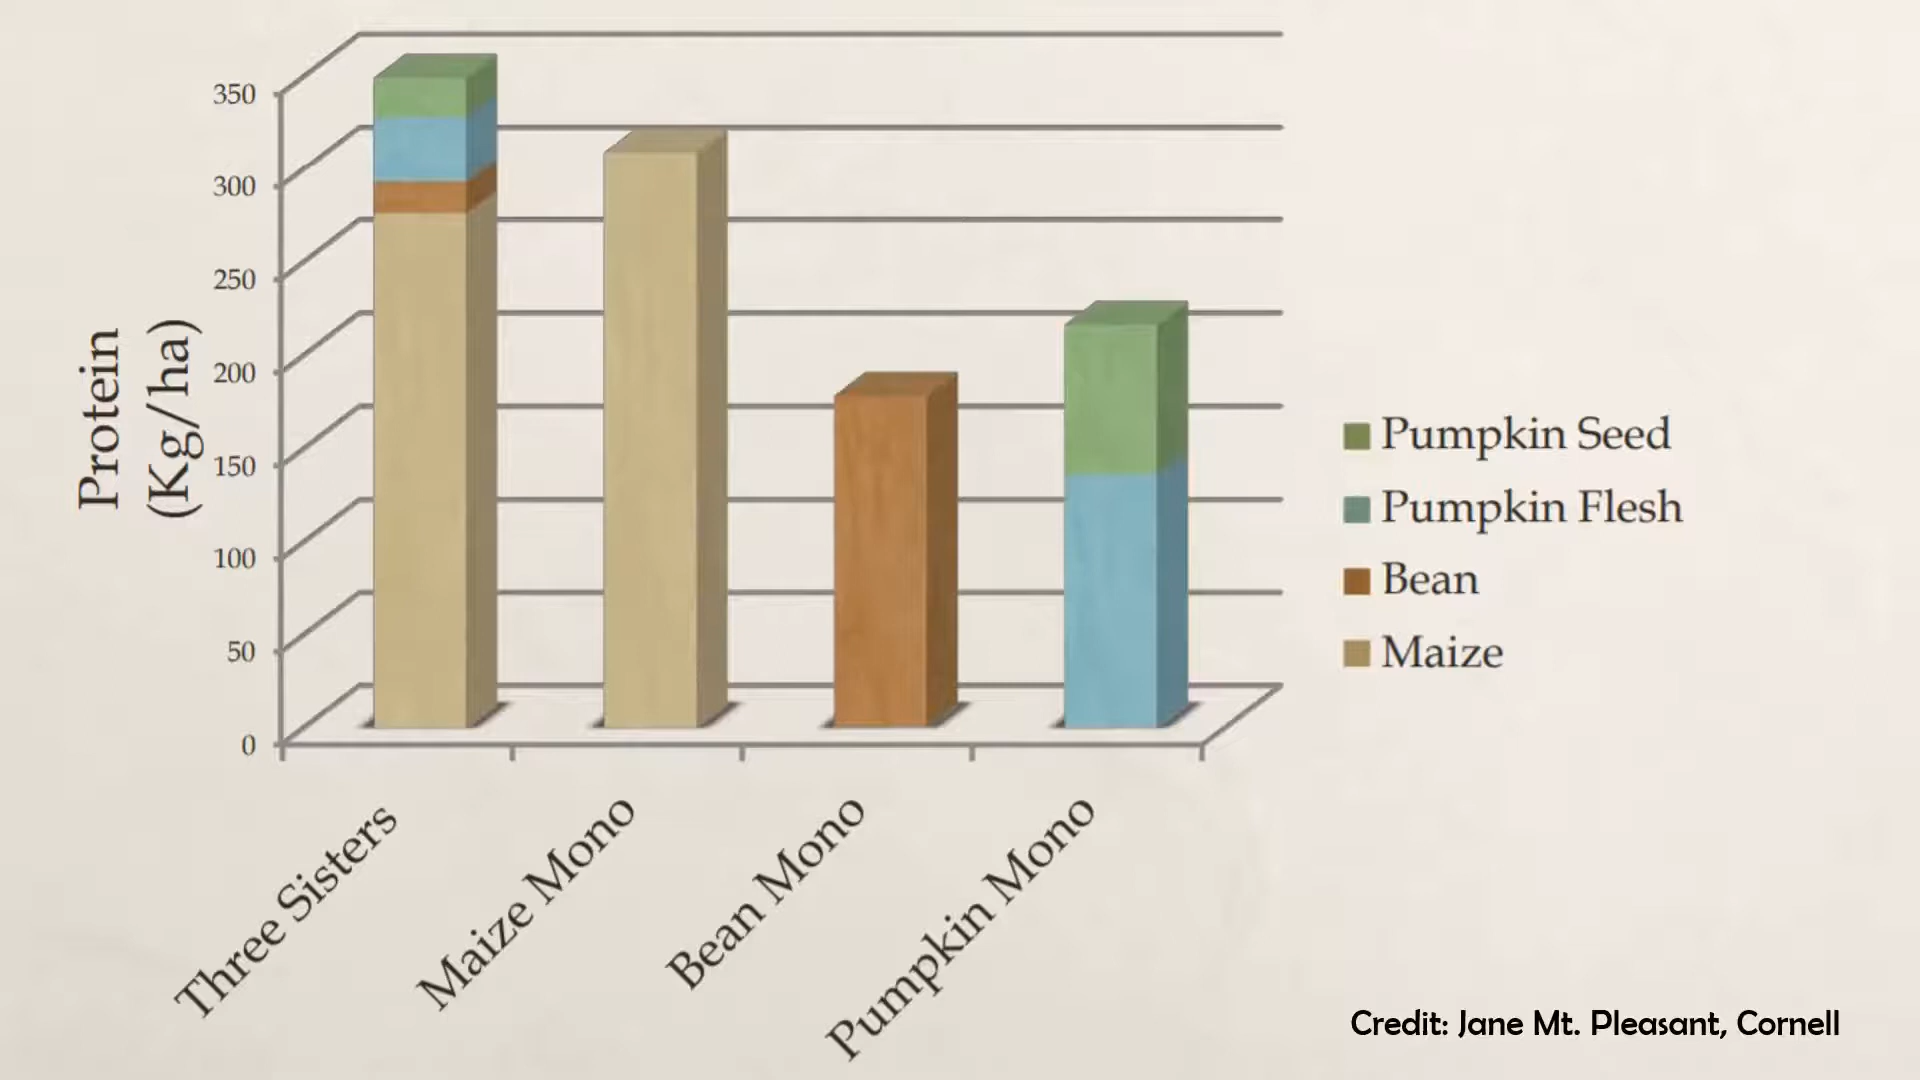 350
300
250
200
150
100
50
0
Protein
(Kg/ha)
Three Sisters
Maize Mono
Bean Mono
Pumpkin Mono
Pumpkin Seed
Pumpkin Flesh
Bean
Maize
Credit: Jane Mt. Pleasant, Cornell